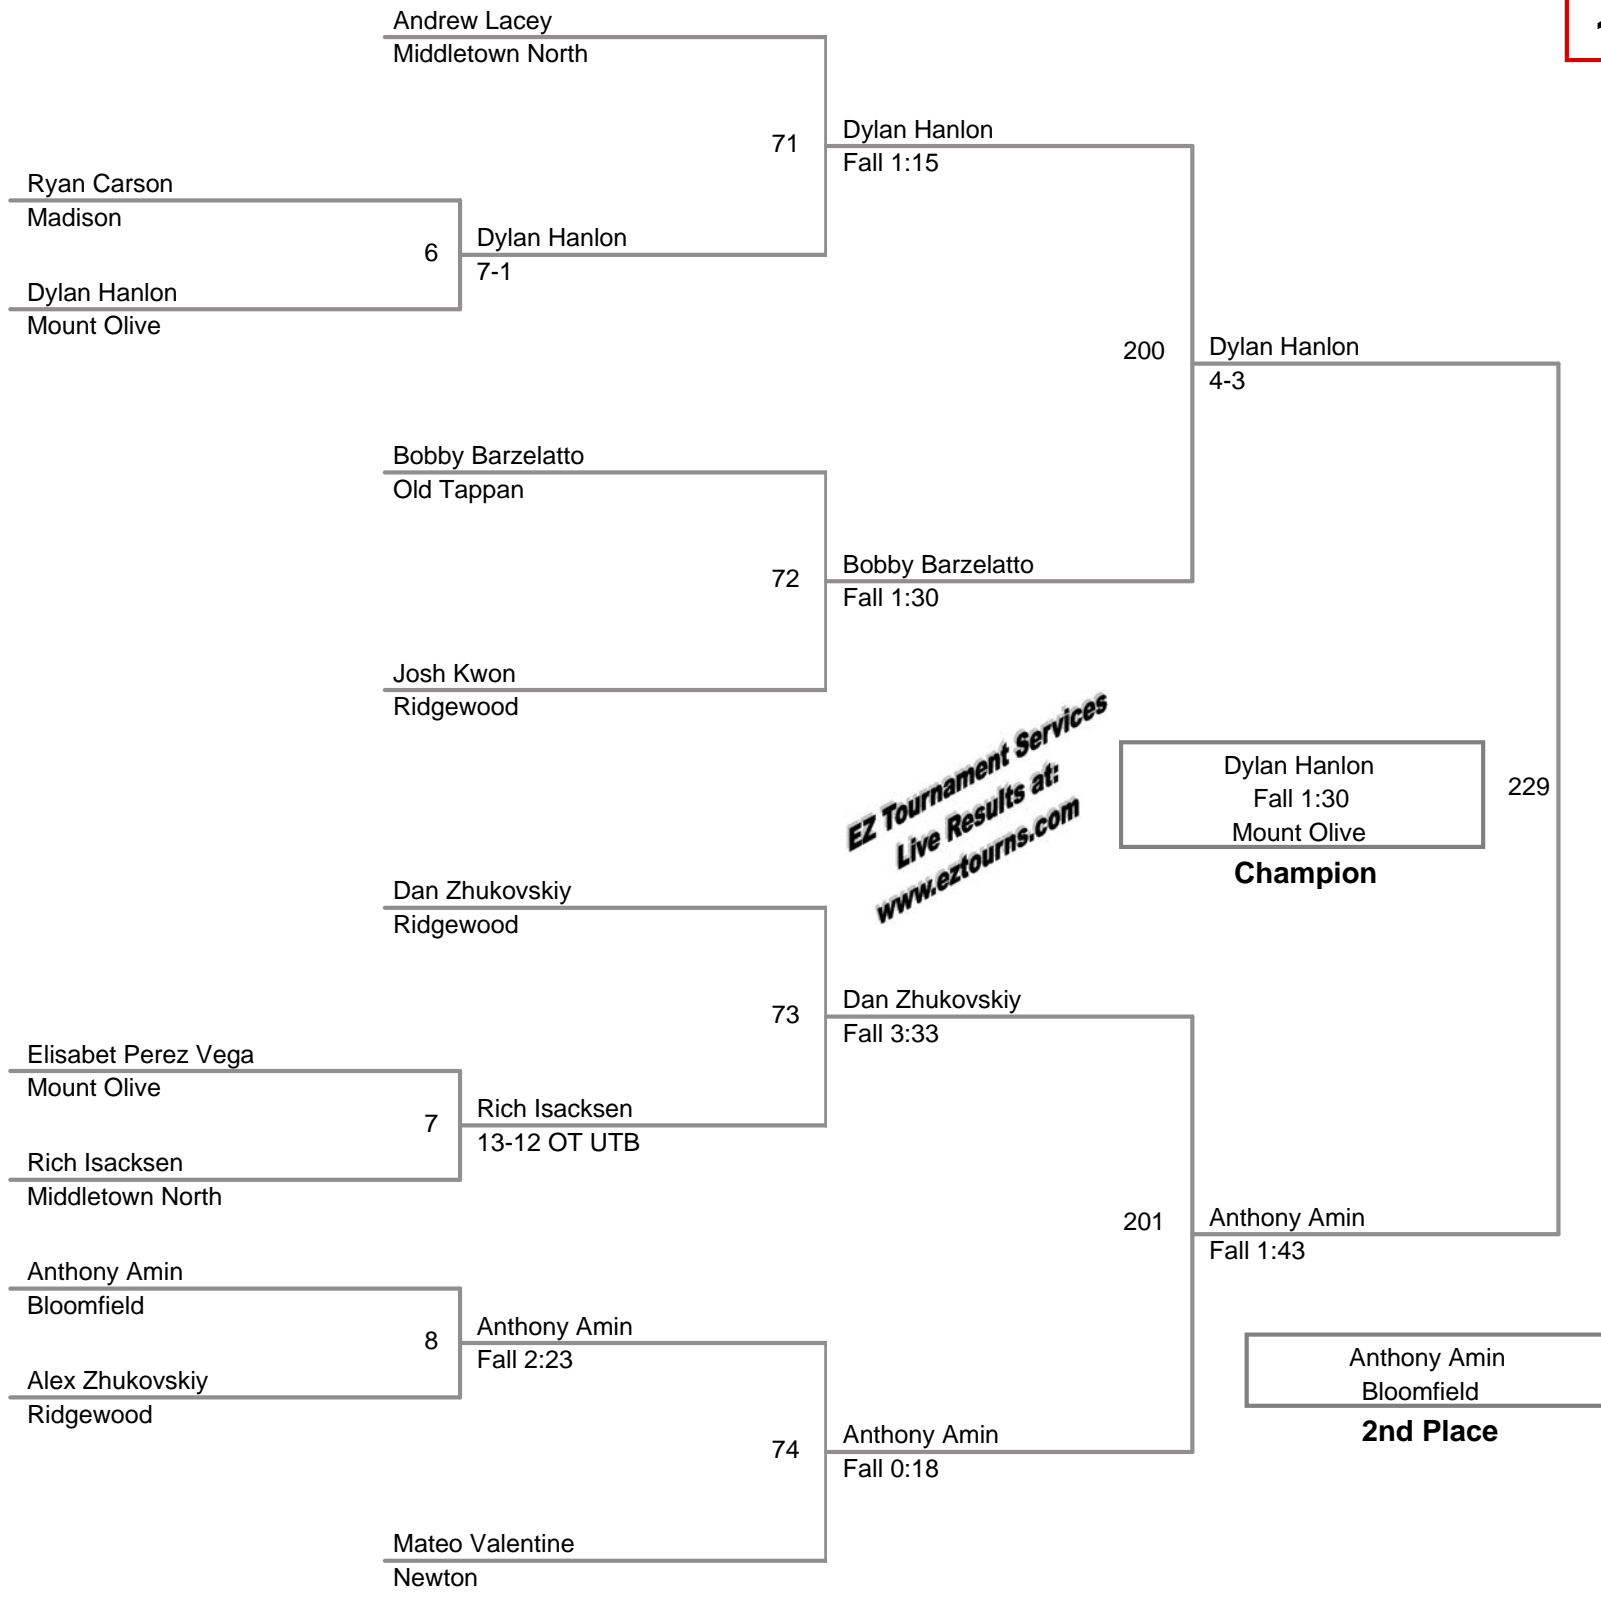 Andrew Lacey
Middletown North
71
Dylan Hanlon
Fall 1:15
Ryan Carson
Madison
6
Dylan Hanlon
7-1
Dylan Hanlon
Mount Olive
200
Dylan Hanlon
4-3
Bobby Barzelatto
Old Tappan
72
Bobby Barzelatto
Fall 1:30
Josh Kwon
Ridgewood
EZ Tournament Services
Live Results at:
www.eztourns.com
Dylan Hanlon
Fall 1:30
Mount Olive
229
Champion
Dan Zhukovskiy
Ridgewood
73
Dan Zhukovskiy
Fall 3:33
Elisabet Perez Vega
Mount Olive
7
Rich Isacksen
13-12 OT UTB
Rich Isacksen
Middletown North
201
Anthony Amin
Fall 1:43
Anthony Amin
Bloomfield
8
Anthony Amin
Fall 2:23
Alex Zhukovskiy
Ridgewood
Anthony Amin
Bloomfield
2nd Place
74
Anthony Amin
Fall 0:18
Mateo Valentine
Newton